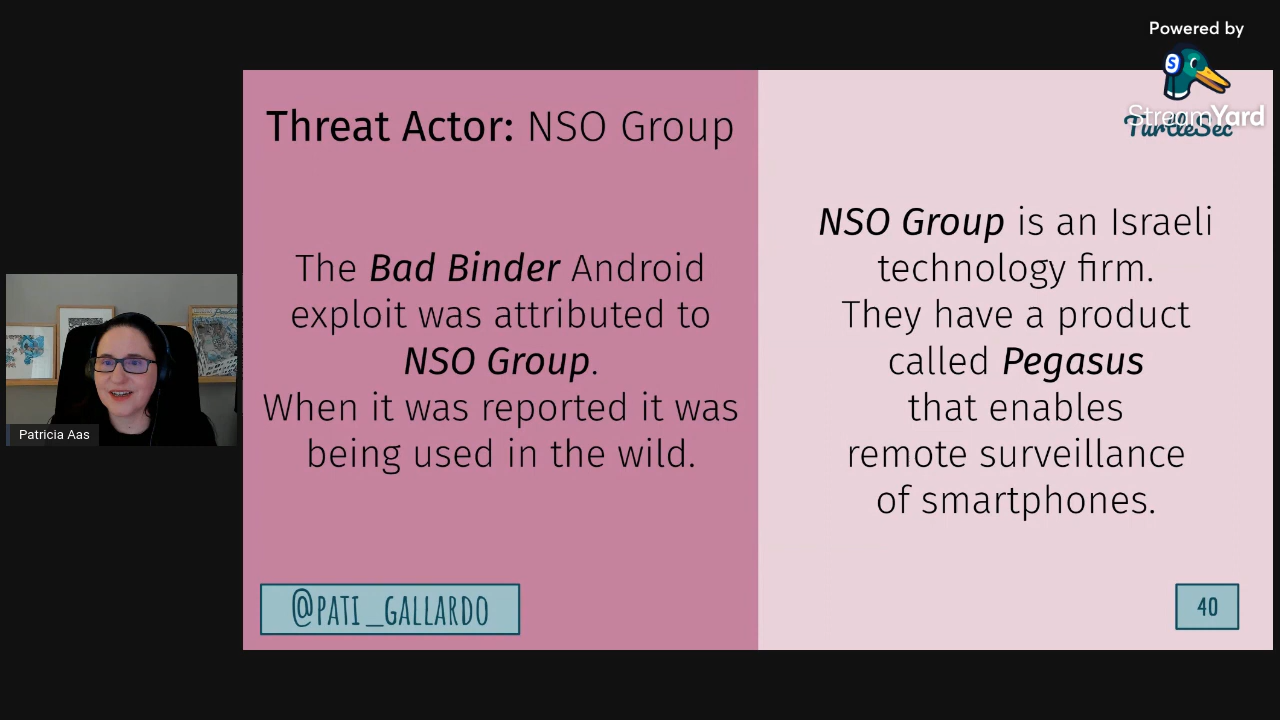 Powered by
StreamYard
TurtleSec
Threat Actor: NSO Group
The Bad Binder Android
exploit was attributed to
NSO Group.
When it was reported it was
being used in the wild.
NSO Group is an Israeli
technology firm.
They have a product
called Pegasus
that enables
remote surveillance
of smartphones.
Patricia Aas
@PATI_GALLARDO
40